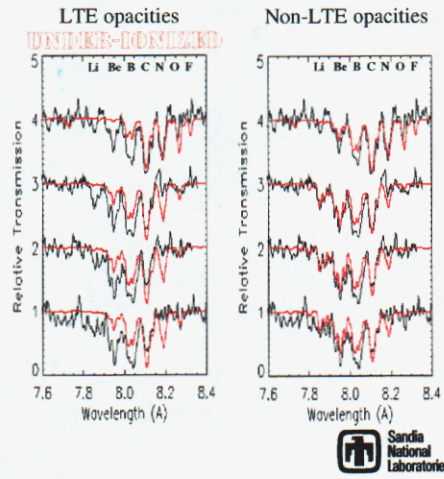 LTE opacities
UNDER-IONIZED
5
Li Be B C N O F
4
3
2
1
0
Relative Transmission
7.6 7.8 8.0 8.2 8.4
Wavelength (A)
Non-LTE opacities
5
Li Be B C N O F
4
3
2
1
0
Relative Transmission
7.6 7.8 8.0 8.2 8.4
Wavelength (A)
Sandia
National
Laboratorie